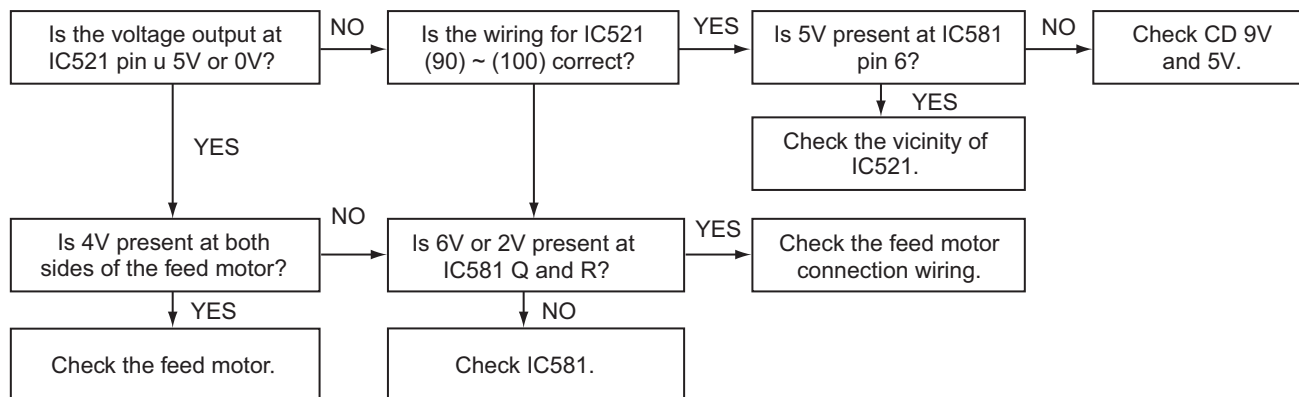 Is the voltage output at
IC521 pin u 5V or 0V?
NO
Is the wiring for IC521
(90) ~ (100) correct?
YES
Is 5V present at IC581
pin 6?
NO
Check CD 9V
and 5V.
YES
Check the vicinity of
IC521.
YES
Is 4V present at both
sides of the feed motor?
NO
Is 6V or 2V present at
IC581 Q and R?
YES
Check the feed motor
connection wiring.
YES
Check the feed motor.
NO
Check IC581.